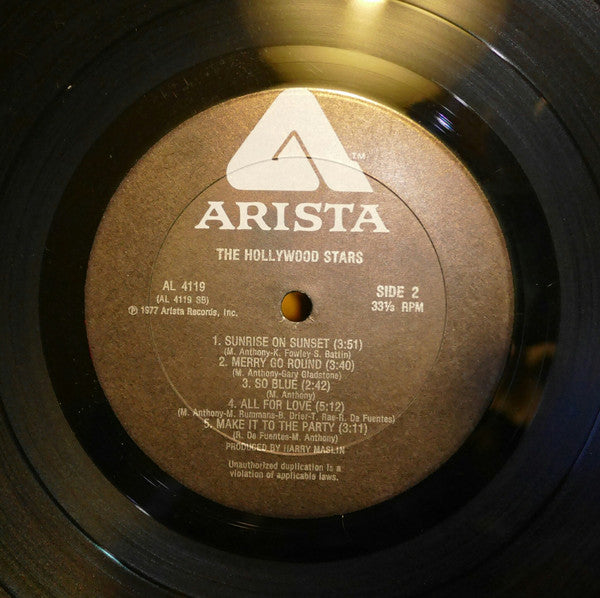 TM
ARISTA
THE HOLLYWOOD STARS
AL 4119
(AL 4119 SB)
℗ 1977 Arista Records, Inc.
SIDE 2
33⅓ RPM
1. SUNRISE ON SUNSET (3:51)
(M. Anthony-K. Fowley-S. Batlin)
2. MERRY GO ROUND (3:40)
(M. Anthony-Gary Gladstone)
3. SO BLUE (2:42)
(M. Anthony)
4. ALL FOR LOVE (5:12)
(M. Anthony-M. Rummans-B. Drier-T. Rae-R. De Fuentes)
5. MAKE IT TO THE PARTY (3:11)
(R. De Fuentes-M. Anthony)
PRODUCED BY HARRY MASLIN
Unauthorized duplication is a
violation of applicable laws.